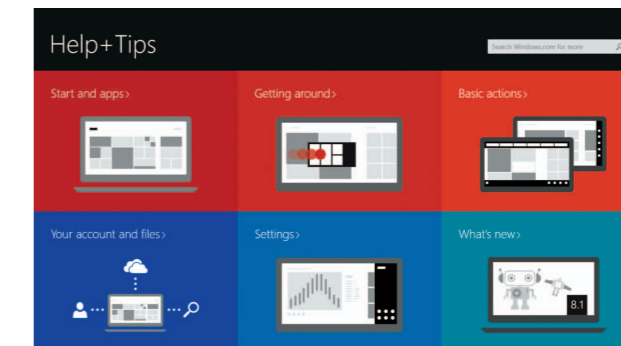 Help+Tips
Search Windows.com for more
Start and apps>
Getting around>
Basic actions>
Your account and files>
Settings>
What's new>
8.1